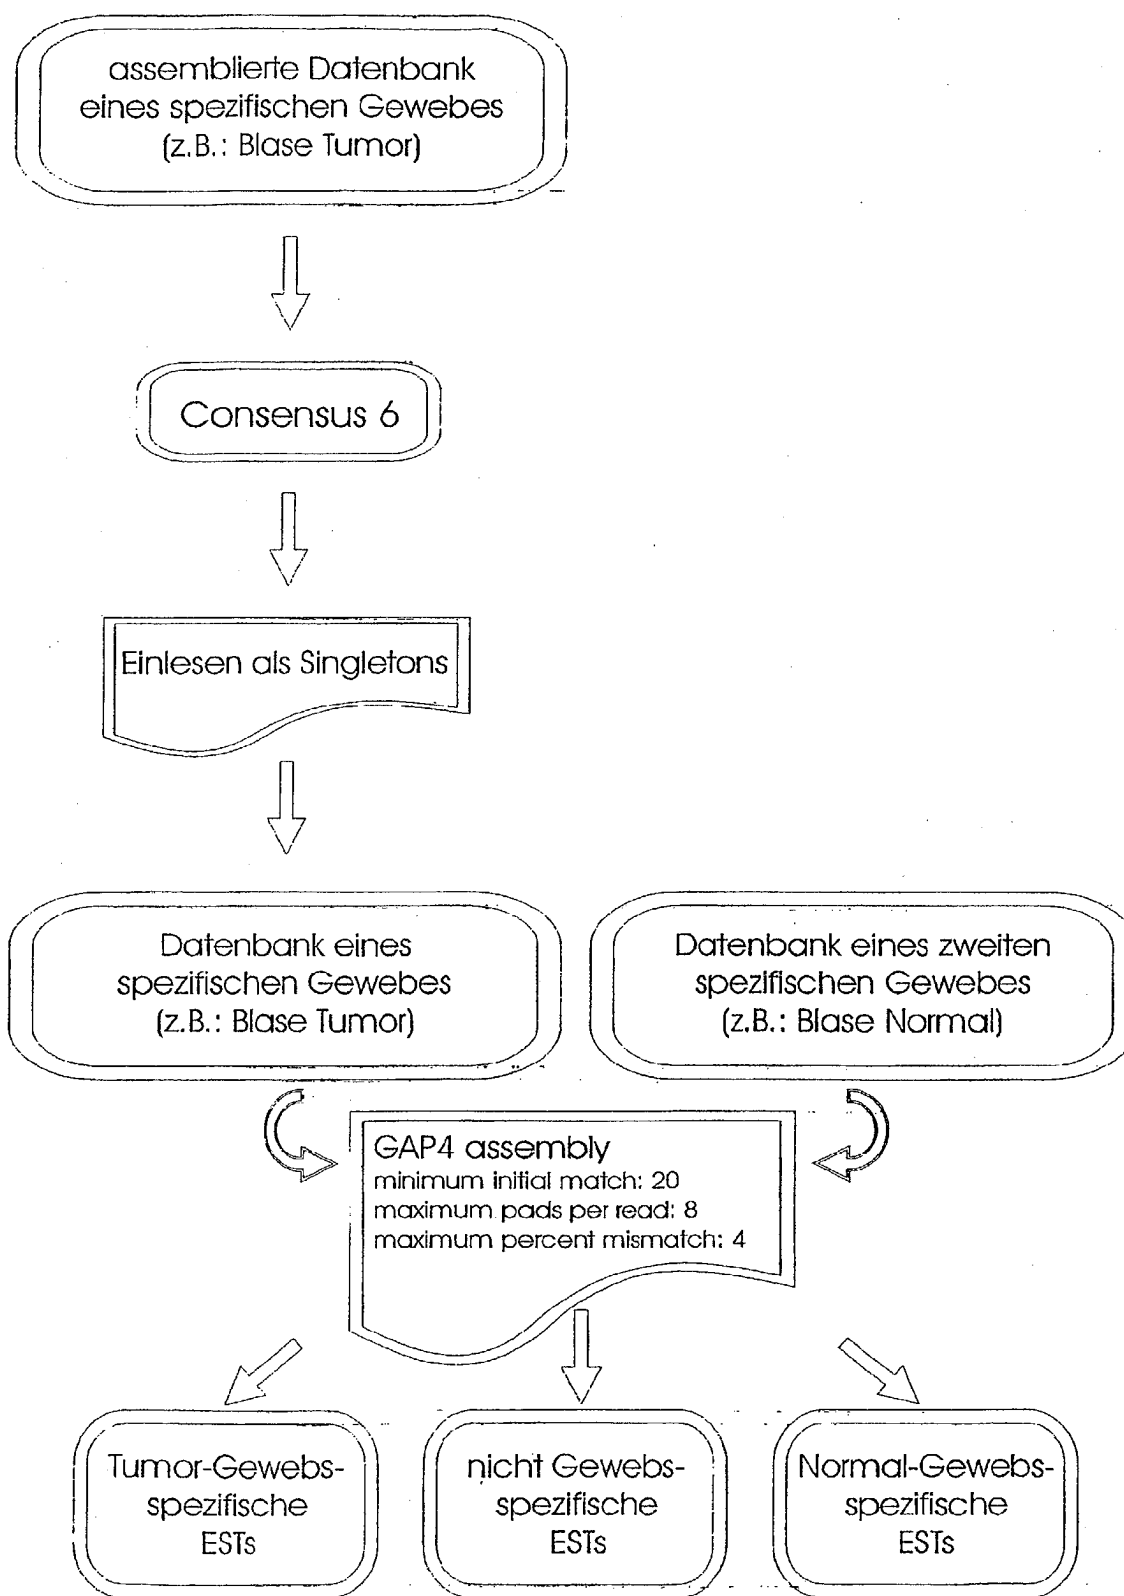 assemblierte Datenbank
eines spezifischen Gewebes
(z.B.: Blase Tumor)
Consensus 6
Einlesen als Singletons
Datenbank eines
spezifischen Gewebes
(z.B.: Blase Tumor)
Datenbank eines zweiten
spezifischen Gewebes
(z.B.: Blase Normal)
GAP4 assembly
minimum initial match: 20
maximum pads per read: 8
maximum percent mismatch: 4
Tumor-Gewebs-
spezifische
ESTs
nicht Gewebs-
spezifische
ESTs
Normal-Gewebs-
spezifische
ESTs